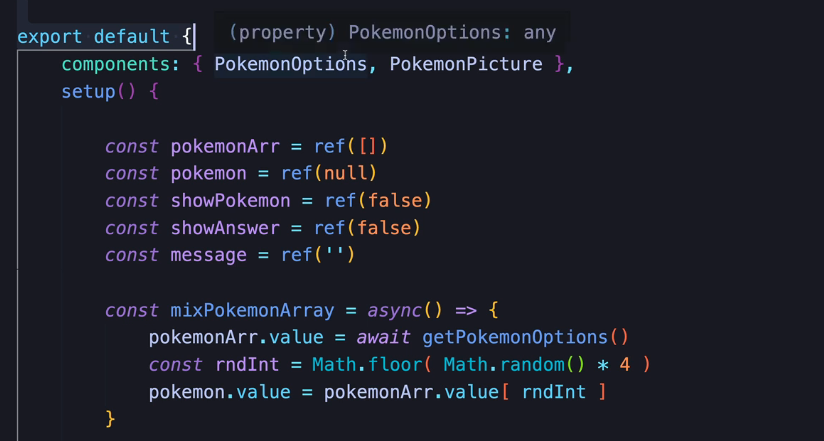 export default {
(property) PokemonOptions: any
components: { PokemonOptions, PokemonPicture },
setup() {
const pokemonArr = ref([])
const pokemon = ref(null)
const showPokemon = ref(false)
const showAnswer = ref(false)
const message = ref('')
const mixPokemonArray = async() => {
pokemonArr.value = await getPokemonOptions()
const rndInt = Math.floor( Math.random() * 4 )
pokemon.value = pokemonArr.value[ rndInt ]
}